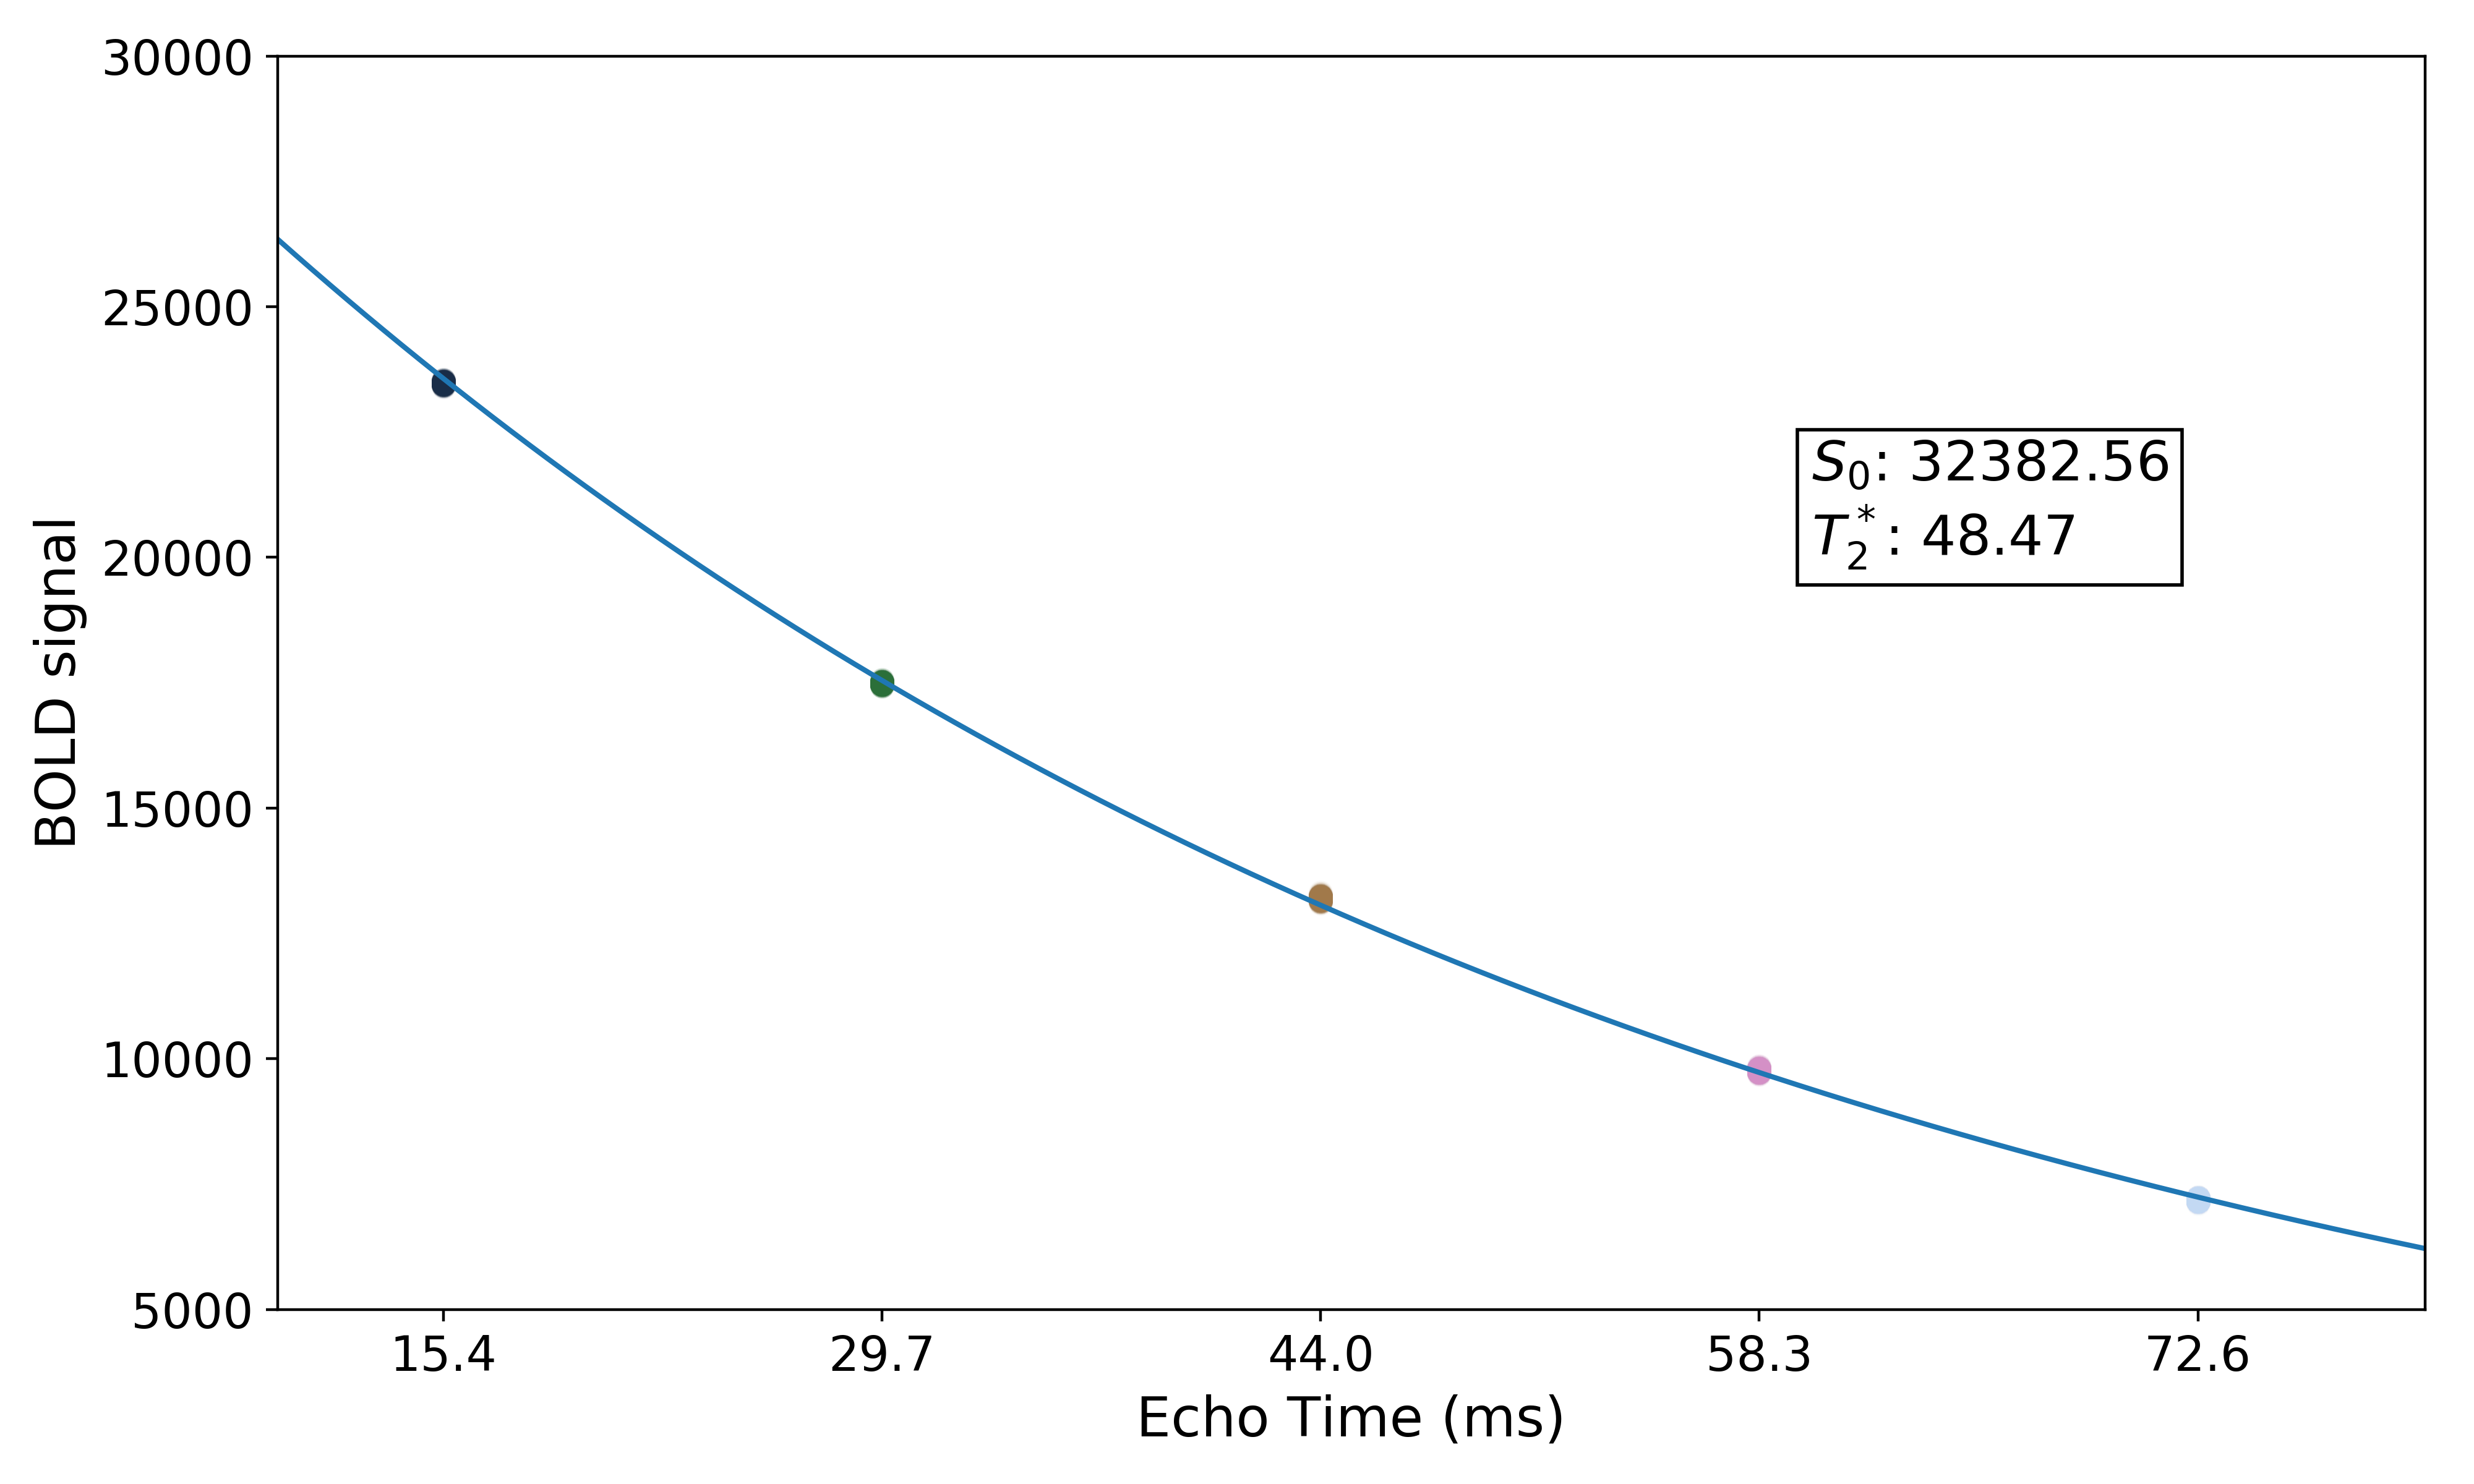 30000
25000
20000
15000
10000
5000
BOLD signal
S₀: 32382.56
T₂*: 48.47
15.4 29.7 44.0 58.3 72.6
Echo Time (ms)